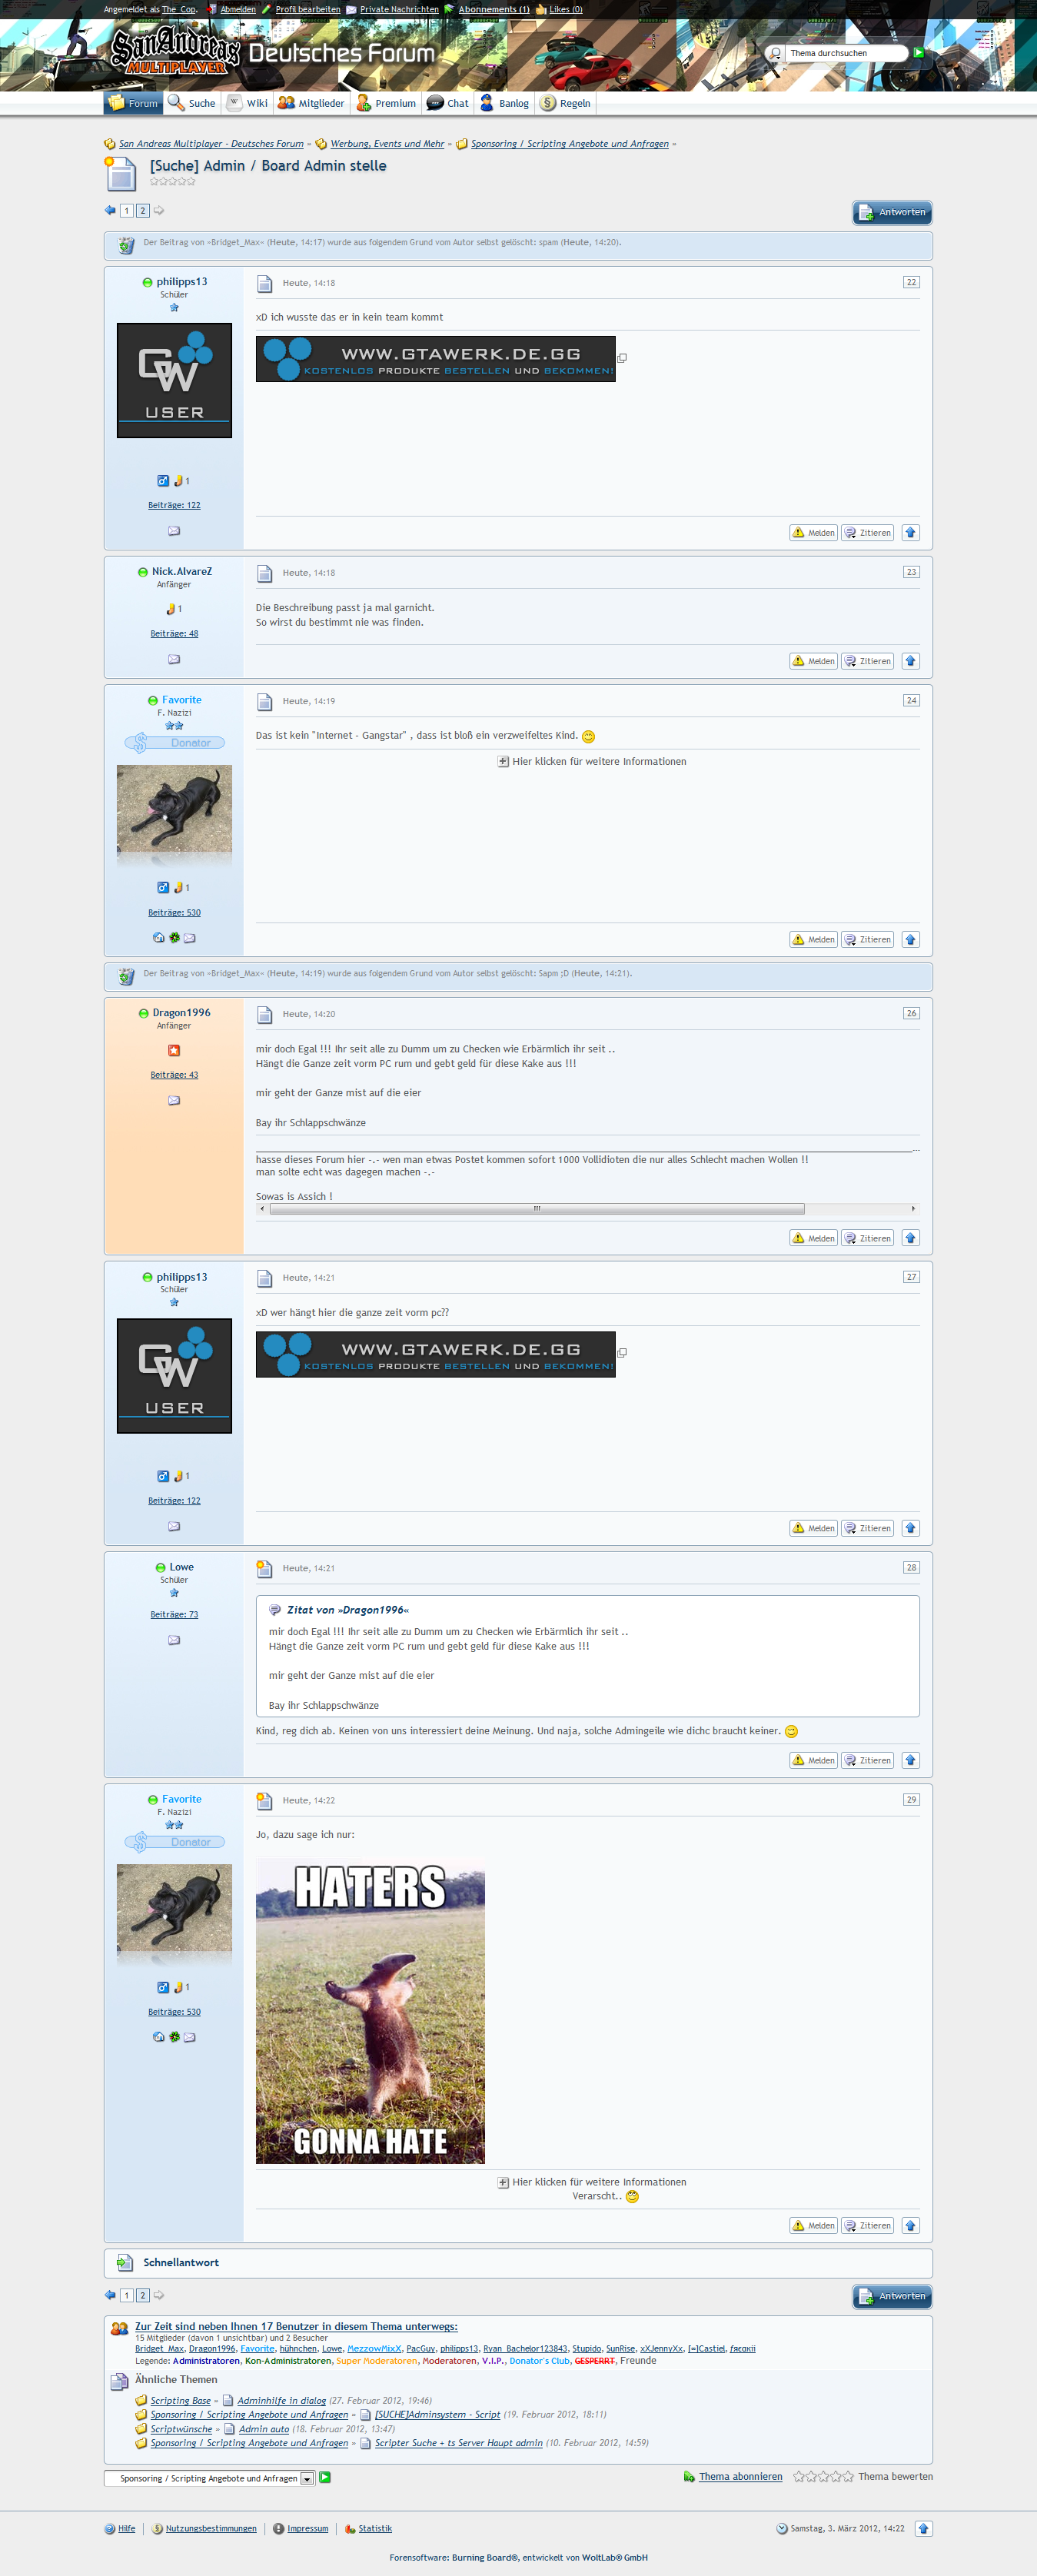 Angemeldet als The_Cop. Abmelden Profil bearbeiten Private Nachrichten Abonnements (1) Likes (0)
San Andreas
MULTIPLAYER
Deutsches Forum
Thema durchsuchen
Forum Suche Wiki Mitglieder Premium Chat Banlog Regeln
San Andreas Multiplayer - Deutsches Forum » Werbung, Events und Mehr » Sponsoring / Scripting Angebote und Anfragen »
[Suche] Admin / Board Admin stelle
1 2
Antworten
Der Beitrag von »Bridget_Max« (Heute, 14:17) wurde aus folgendem Grund vom Autor selbst gelöscht: spam (Heute, 14:20).
philipps13
Schüler
GW
USER
1
Beiträge: 122
Heute, 14:18
22
xD ich wusste das er in kein team kommt
WWW.GTAWERK.DE.GG
KOSTENLOS PRODUKTE BESTELLEN UND BEKOMMEN!
Melden Zitieren
Nick.AlvareZ
Anfänger
1
Beiträge: 48
Heute, 14:18
23
Die Beschreibung passt ja mal garnicht.
So wirst du bestimmt nie was finden.
Melden Zitieren
Favorite
F. Nazizi
$ Donator
1
Beiträge: 530
Heute, 14:19
24
Das ist kein "Internet - Gangstar" , dass ist bloß ein verzweifeltes Kind.
Hier klicken für weitere Informationen
Melden Zitieren
Der Beitrag von »Bridget_Max« (Heute, 14:19) wurde aus folgendem Grund vom Autor selbst gelöscht: Sapm ;D (Heute, 14:21).
Dragon1996
Anfänger
Beiträge: 43
Heute, 14:20
26
mir doch Egal !!! Ihr seit alle zu Dumm um zu Checken wie Erbärmlich ihr seit ..
Hängt die Ganze zeit vorm PC rum und gebt geld für diese Kake aus !!!
mir geht der Ganze mist auf die eier
Bay ihr Schlappschwänze
hasse dieses Forum hier -.- wen man etwas Postet kommen sofort 1000 Vollidioten die nur alles Schlecht machen Wollen !!
man solte echt was dagegen machen -.-
Sowas is Assich !
Melden Zitieren
philipps13
Schüler
GW
USER
1
Beiträge: 122
Heute, 14:21
27
xD wer hängt hier die ganze zeit vorm pc??
WWW.GTAWERK.DE.GG
KOSTENLOS PRODUKTE BESTELLEN UND BEKOMMEN!
Melden Zitieren
Lowe
Schüler
Beiträge: 73
Heute, 14:21
28
Zitat von »Dragon1996«
mir doch Egal !!! Ihr seit alle zu Dumm um zu Checken wie Erbärmlich ihr seit ..
Hängt die Ganze zeit vorm PC rum und gebt geld für diese Kake aus !!!
mir geht der Ganze mist auf die eier
Bay ihr Schlappschwänze
Kind, reg dich ab. Keinen von uns interessiert deine Meinung. Und naja, solche Admingeile wie dichc braucht keiner.
Melden Zitieren
Favorite
F. Nazizi
$ Donator
1
Beiträge: 530
Heute, 14:22
29
Jo, dazu sage ich nur:
HATERS
GONNA HATE
Hier klicken für weitere Informationen
Verarscht..
Melden Zitieren
Schnellantwort
1 2
Antworten
Zur Zeit sind neben Ihnen 17 Benutzer in diesem Thema unterwegs:
15 Mitglieder (davon 1 unsichtbar) und 2 Besucher
Bridget_Max, Dragon1996, Favorite, hühnchen, Lowe, MezzowMixX, PacGuy, philipps13, Ryan_Bachelor123843, Stupido, SunRise, xXJennyXx, [=]Castiel,
Legende: Administratoren, Kon-Administratoren, Super Moderatoren, Moderatoren, V.I.P., Donator's Club, GESPERRT, Freunde
Ähnliche Themen
Scripting Base » Adminhilfe in dialog (27. Februar 2012, 19:46)
Sponsoring / Scripting Angebote und Anfragen » [SUCHE]Adminsystem - Script (19. Februar 2012, 18:11)
Scriptwünsche » Admin auto (18. Februar 2012, 13:47)
Sponsoring / Scripting Angebote und Anfragen » Scripter Suche + ts Server Haupt admin (10. Februar 2012, 14:59)
Sponsoring / Scripting Angebote und Anfragen
Thema abonnieren Thema bewerten
Hilfe Nutzungsbestimmungen Impressum Statistik
Samstag, 3. März 2012, 14:22
Forensoftware: Burning Board®, entwickelt von WoltLab® GmbH